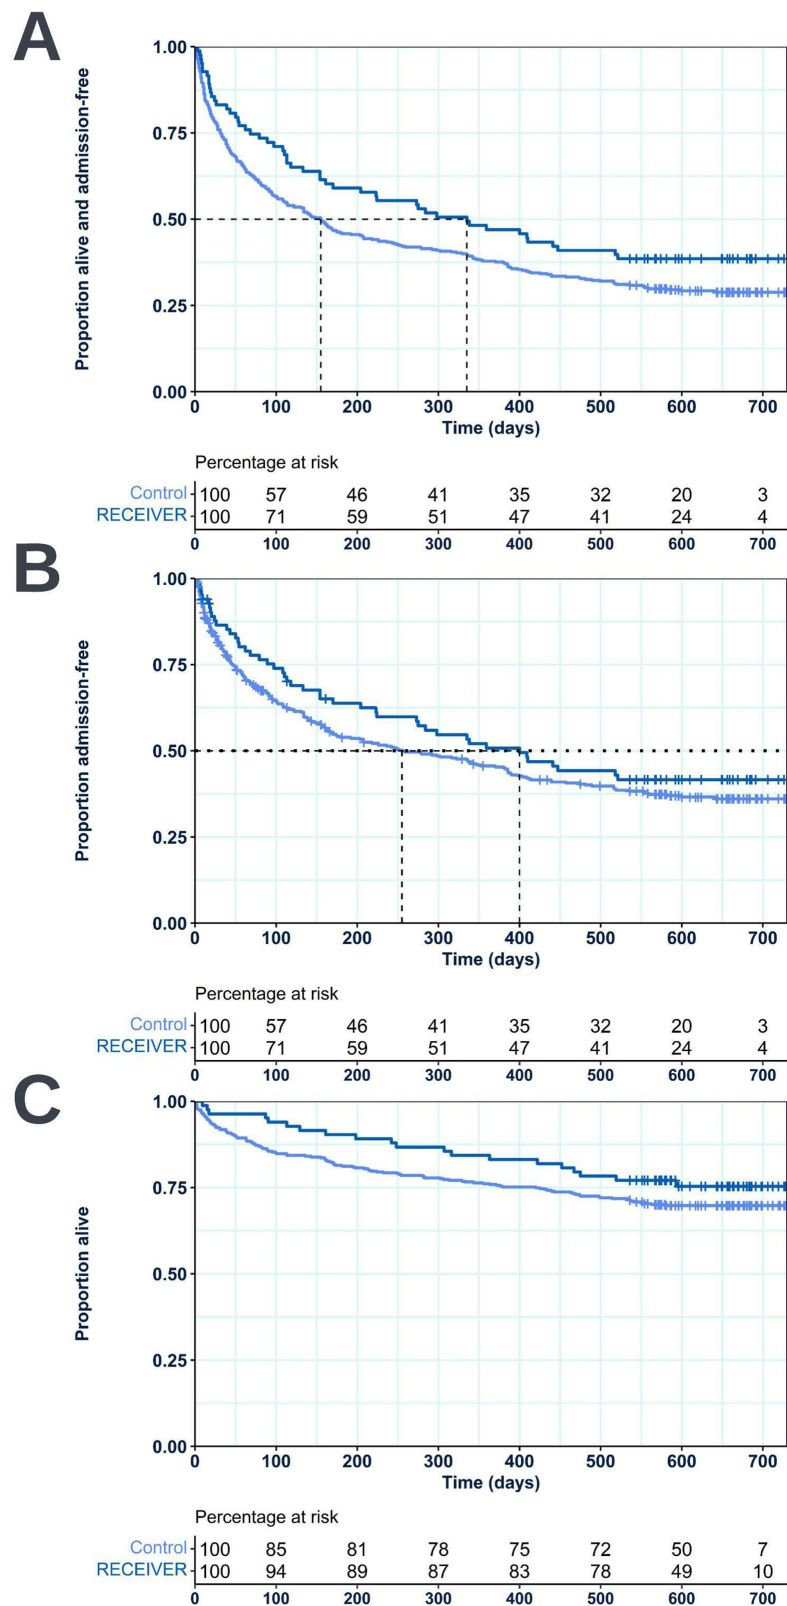 A
Proportion alive and admission-free
1.00
0.75
0.50
0.25
0.00
0 100 200 300 400 500 600 700
Time (days)
Percentage at risk
Control 100 57 46 41 35 32 20 3
RECEIVER 100 71 59 51 47 41 24 4
0 100 200 300 400 500 600 700
B
Proportion admission-free
1.00
0.75
0.50
0.25
0.00
0 100 200 300 400 500 600 700
Time (days)
Percentage at risk
Control 100 57 46 41 35 32 20 3
RECEIVER 100 71 59 51 47 41 24 4
0 100 200 300 400 500 600 700
C
Proportion alive
1.00
0.75
0.50
0.25
0.00
0 100 200 300 400 500 600 700
Time (days)
Percentage at risk
Control 100 85 81 78 75 72 50 7
RECEIVER 100 94 89 87 83 78 49 10
0 100 200 300 400 500 600 700